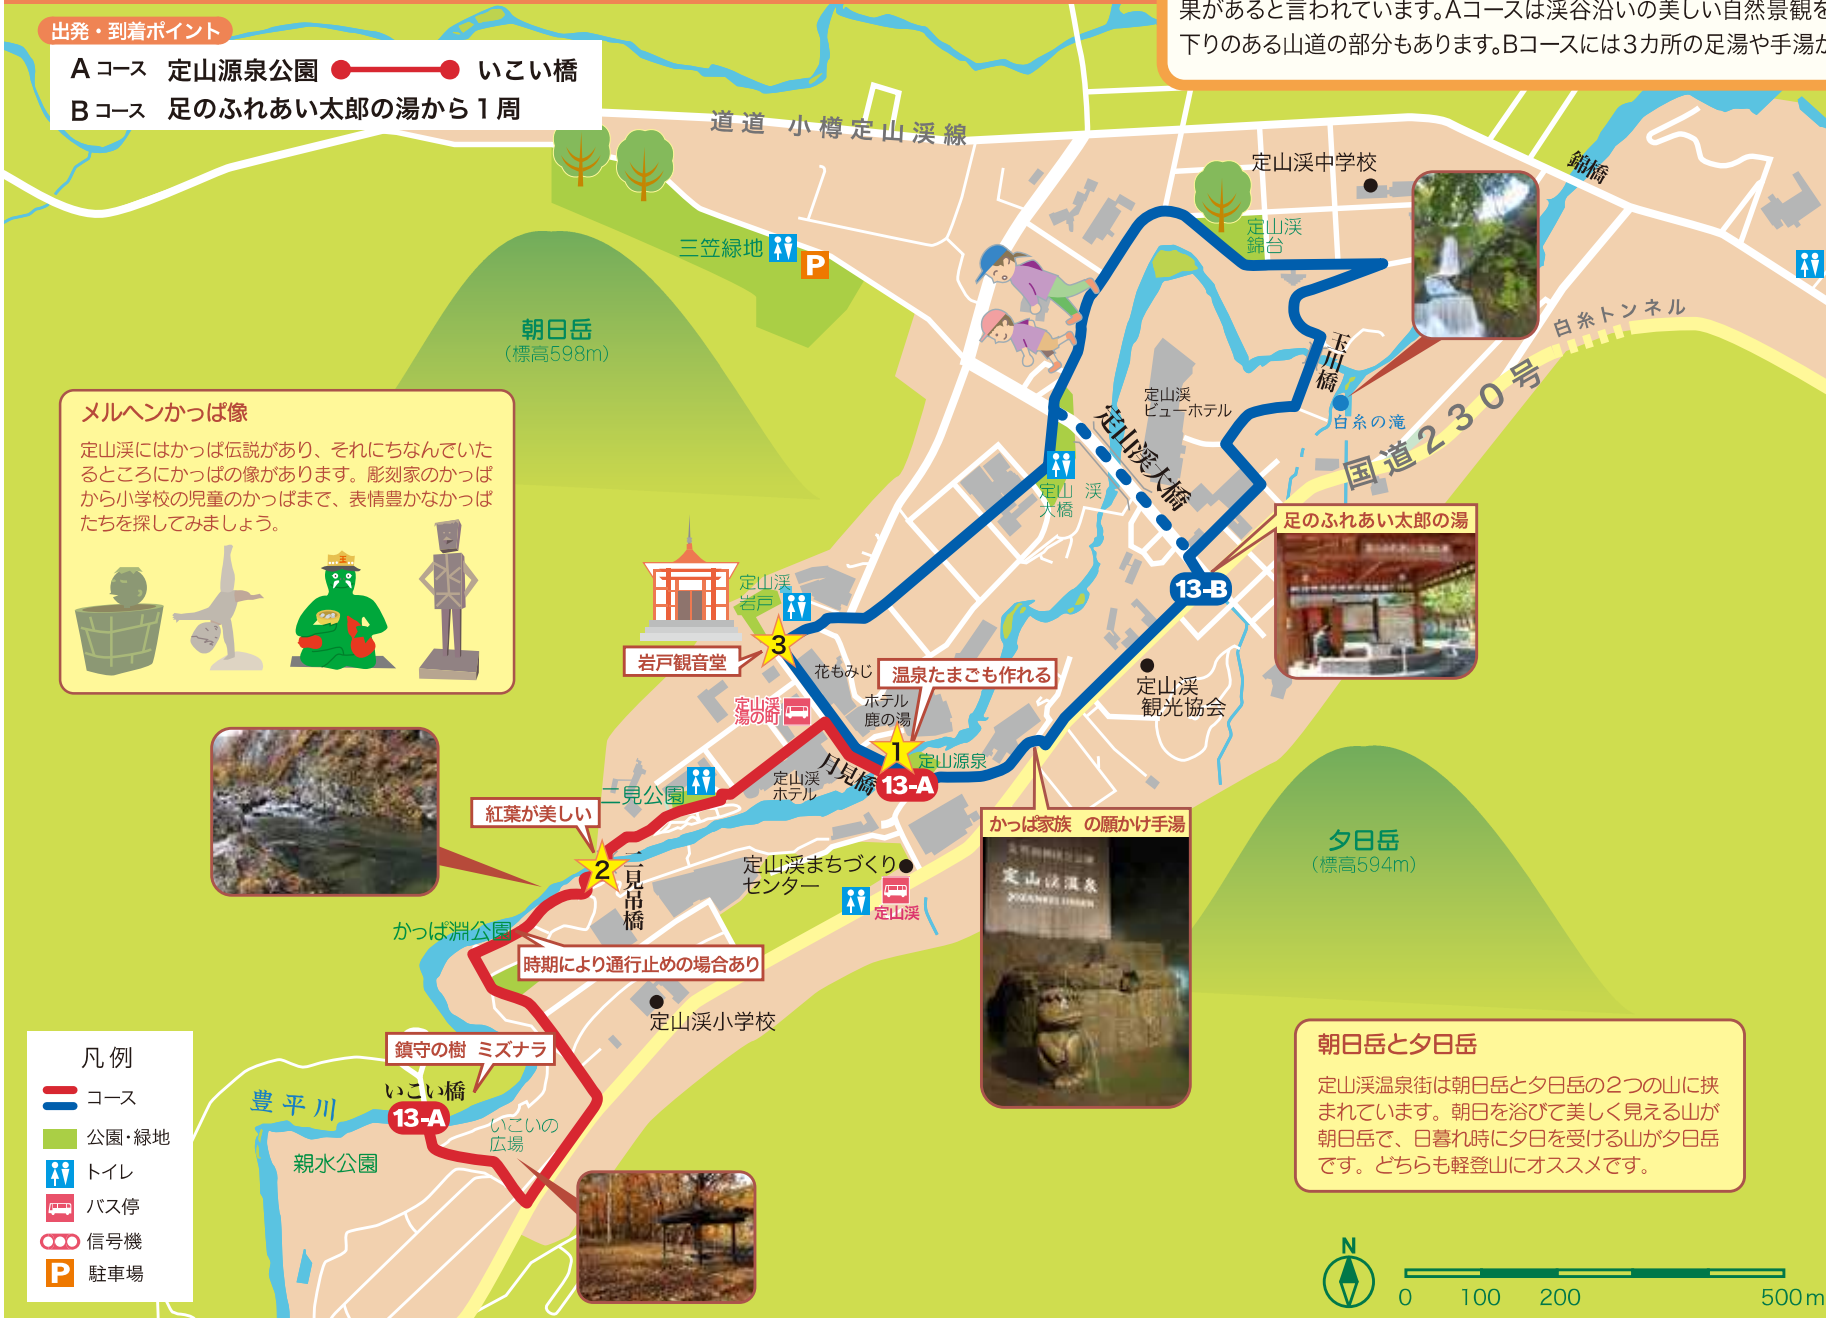 果があると言われています。Aコースは渓谷沿いの美しい自然景観を
下りのある山道の部分もあります。Bコースには3カ所の足湯や手湯が
出発・到着ポイント
A コース 定山源泉公園 いこい橋
B コース 足のふれあい太郎の湯から1周
道道 小樽定山渓線
定山渓中学校
錦橋
定山渓
錦台
三笠緑地
P
朝日岳
(標高598m)
白糸トンネル
玉川橋
国道230号
白糸の滝
定山渓
ビューホテル
定山渓大橋
定山 渓
大橋
メルヘンかっぱ像
定山渓にはかっぱ伝説があり、それにちなんでいた
るところにかっぱの像があります。彫刻家のかっぱ
から小学校の児童のかっぱまで、表情豊かなかっぱ
たちを探してみましょう。
足のふれあい太郎の湯
13-B
定山渓
岩戸
3
岩戸観音堂
花もみじ
温泉たまごも作れる
ホテル
鹿の湯
定山渓
湯の町
定山渓
観光協会
1
定山源泉
月見橋
13-A
定山渓
ホテル
二見公園
紅葉が美しい
2
二見吊橋
かっぱ家族 の願かけ手湯
定山渓温泉
定山渓まちづくり
センター
定山渓
夕日岳
(標高594m)
かっぱ淵公園
時期により通行止めの場合あり
定山渓小学校
鎮守の樹 ミズナラ
いこい橋
13-A
豊平川
いこいの
広場
親水公園
凡例
コース
公園・緑地
トイレ
バス停
信号機
P 駐車場
朝日岳と夕日岳
定山渓温泉街は朝日岳と夕日岳の2つの山に挟
まれています。朝日を浴びて美しく見える山が
朝日岳で、日暮れ時に夕日を受ける山が夕日岳
です。どちらも軽登山にオススメです。
N
0 100 200 500m